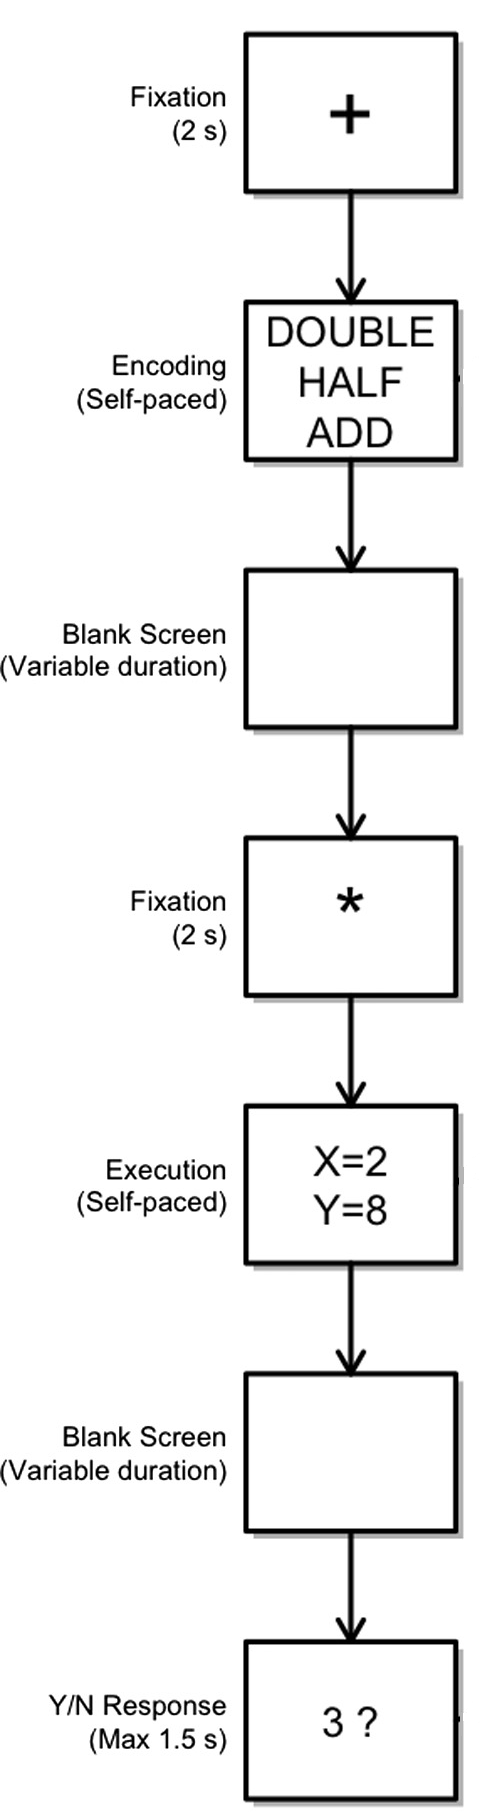 Fixation
(2 s)
+
Encoding
(Self-paced)
DOUBLE
HALF
ADD
Blank Screen
(Variable duration)
Fixation
(2 s)
*
Execution
(Self-paced)
X=2
Y=8
Blank Screen
(Variable duration)
Y/N Response
(Max 1.5 s)
3 ?